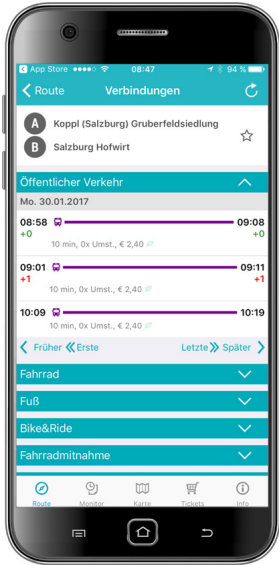 App Store 08:47 94 %
Route Verbindungen
A Koppl (Salzburg) Gruberfeldsiedlung
B Salzburg Hofwirt
Öffentlicher Verkehr
Mo. 30.01.2017
08:58 09:08
+0 +0
10 min, 0x Umst., € 2,40
09:01 09:11
+1 +1
10 min, 0x Umst., € 2,40
10:09 10:19
10 min, 0x Umst., € 2,40
Früher Erste Letzte Später
Fahrrad
Fuß
Bike&Ride
Fahrradmitnahme
Route Monitor Karte Tickets Info